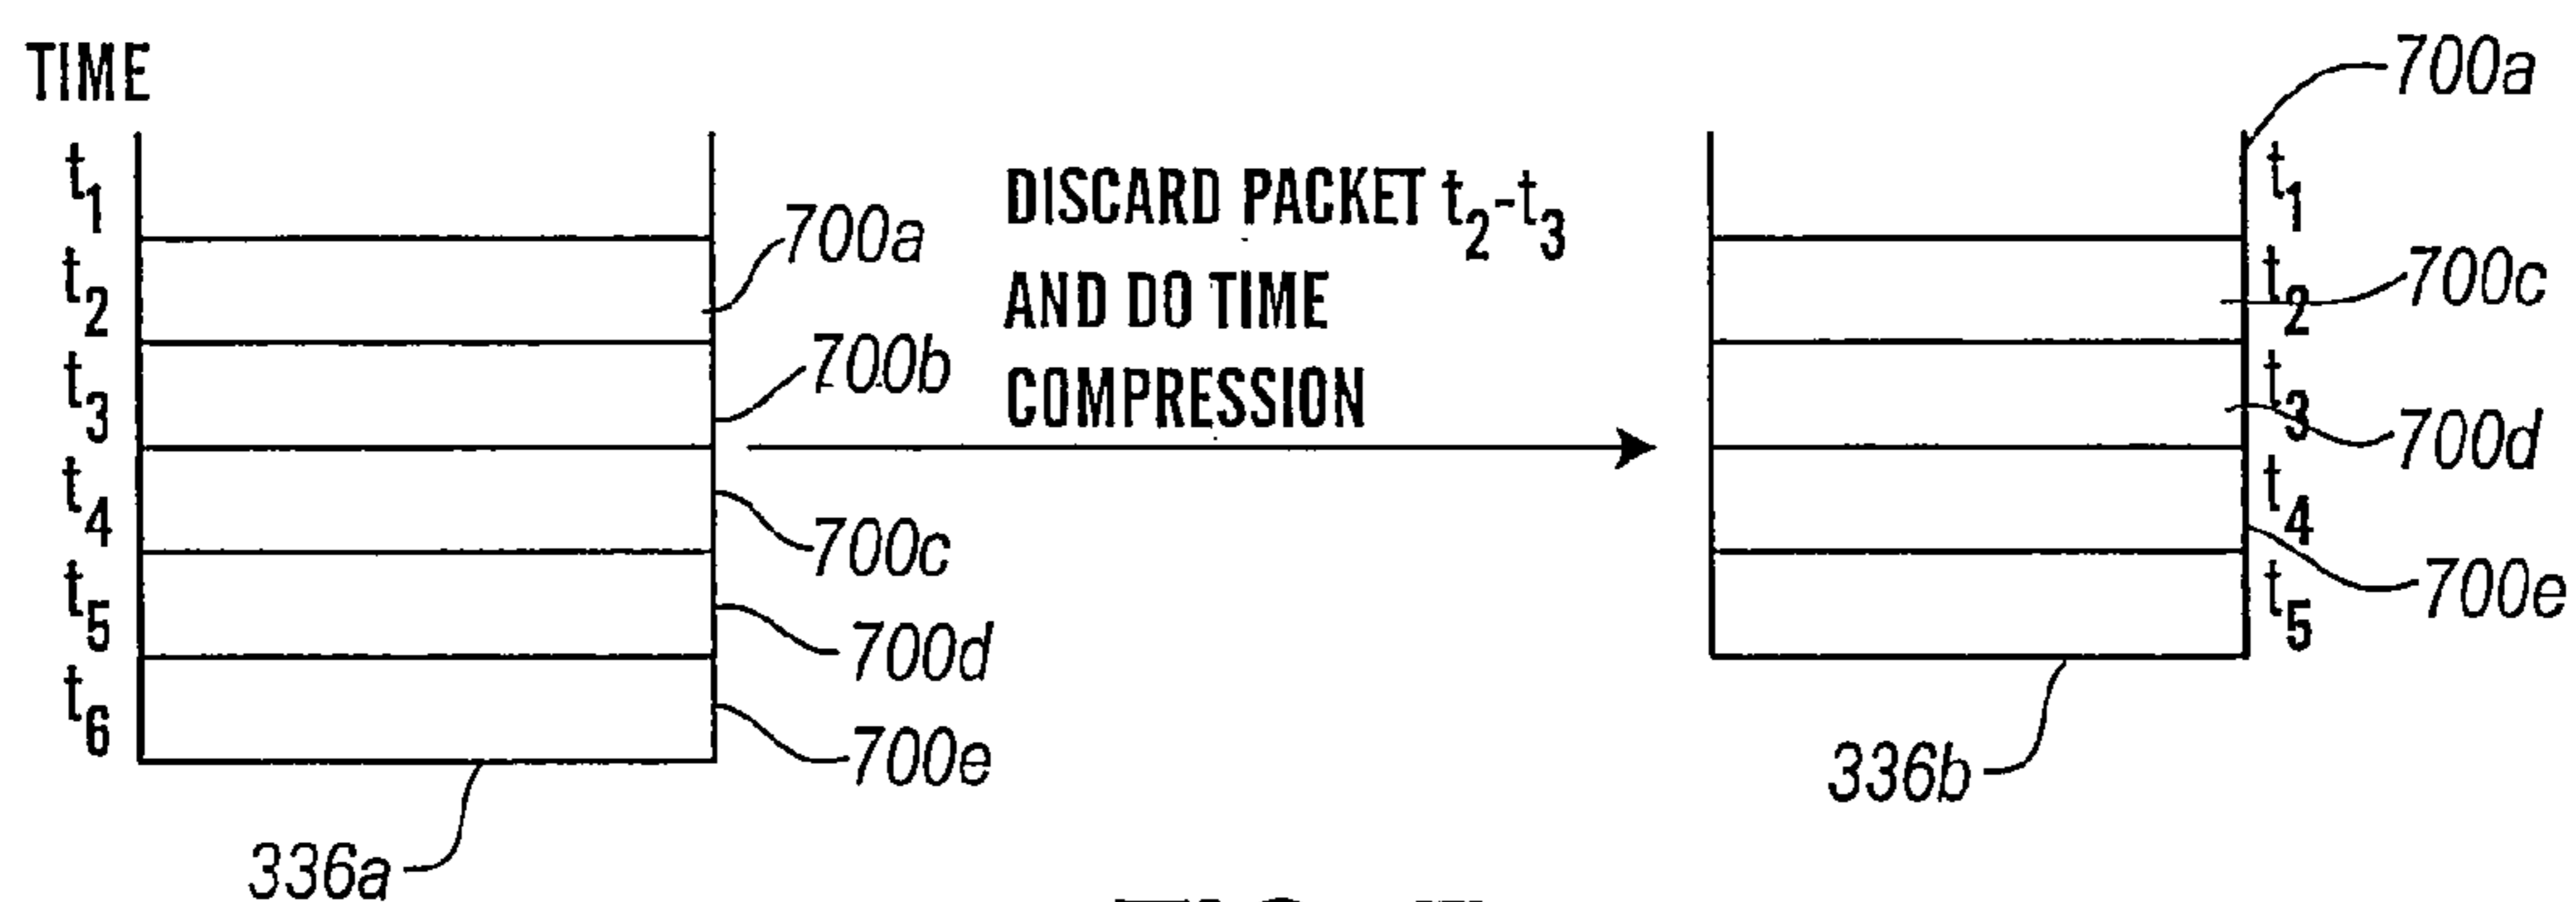 TIME
t1
t2
t3
t4
t5
t6
700a
700b
700c
700d
700e
336a
DISCARD PACKET t2-t3
AND DO TIME
COMPRESSION
t1
t2
t3
t4
t5
700a
700c
700d
700e
336b